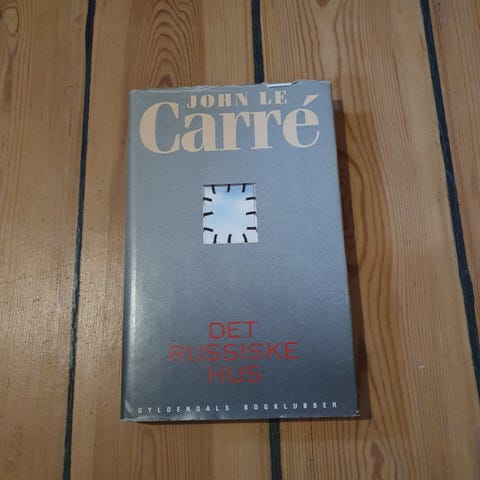 JOHN LE
Carré
DET
RUSSISKE
HUS
GYLDENDALS BOGKLUBBER